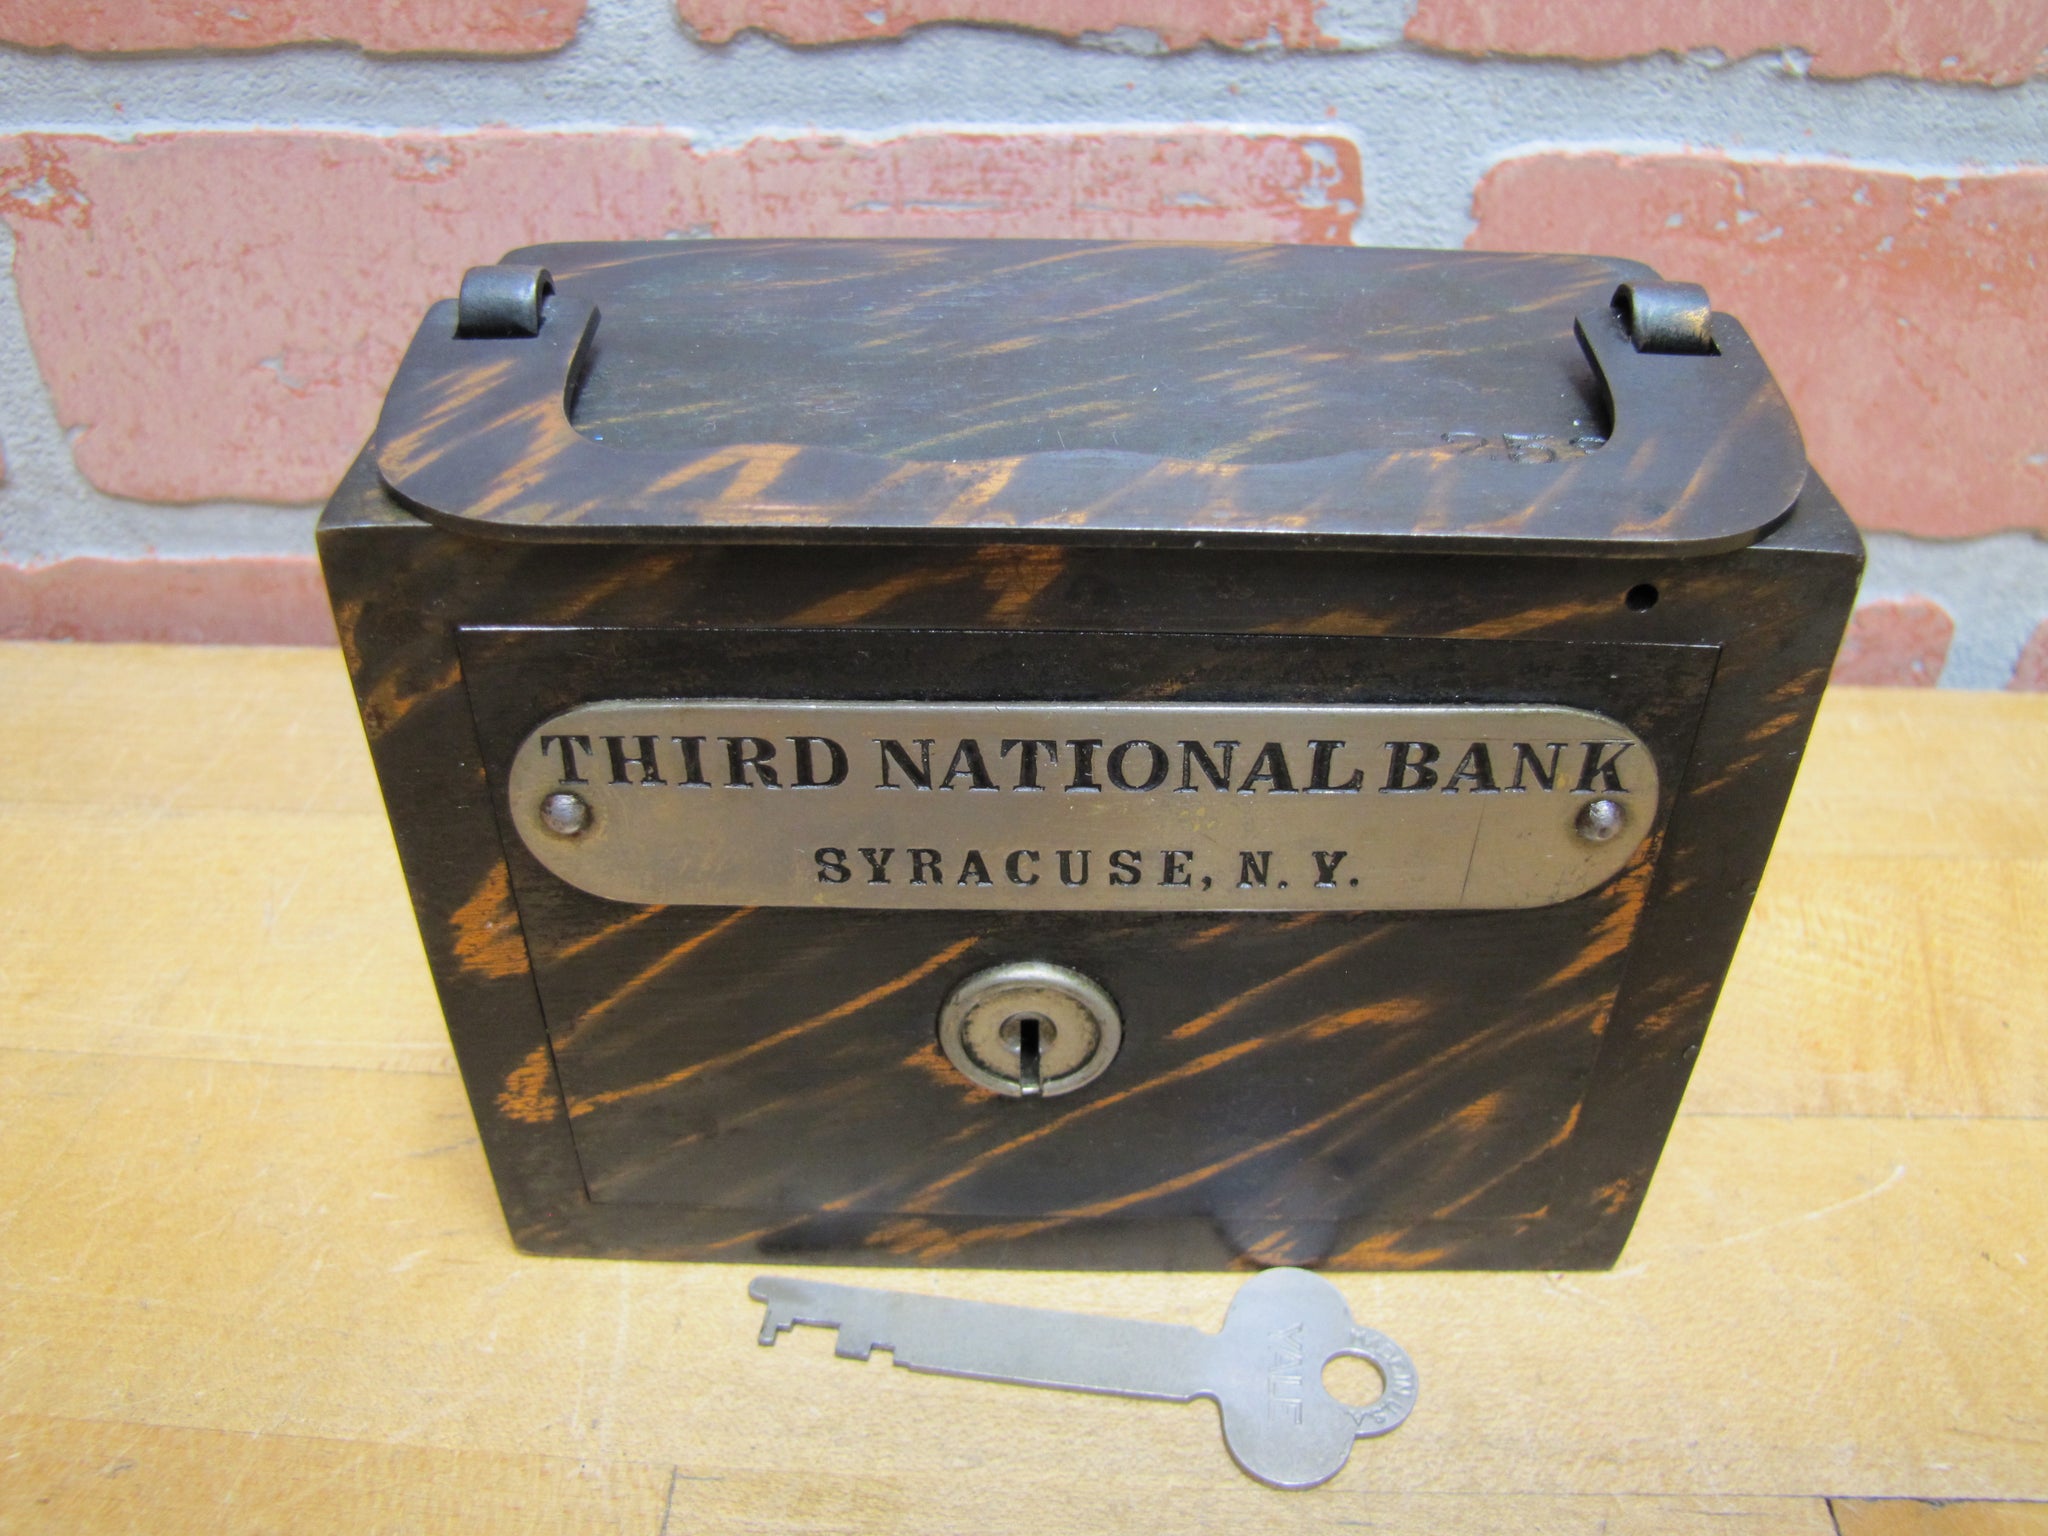 THIRD NATIONAL BANK
SYRACUSE, N. Y.
YALE